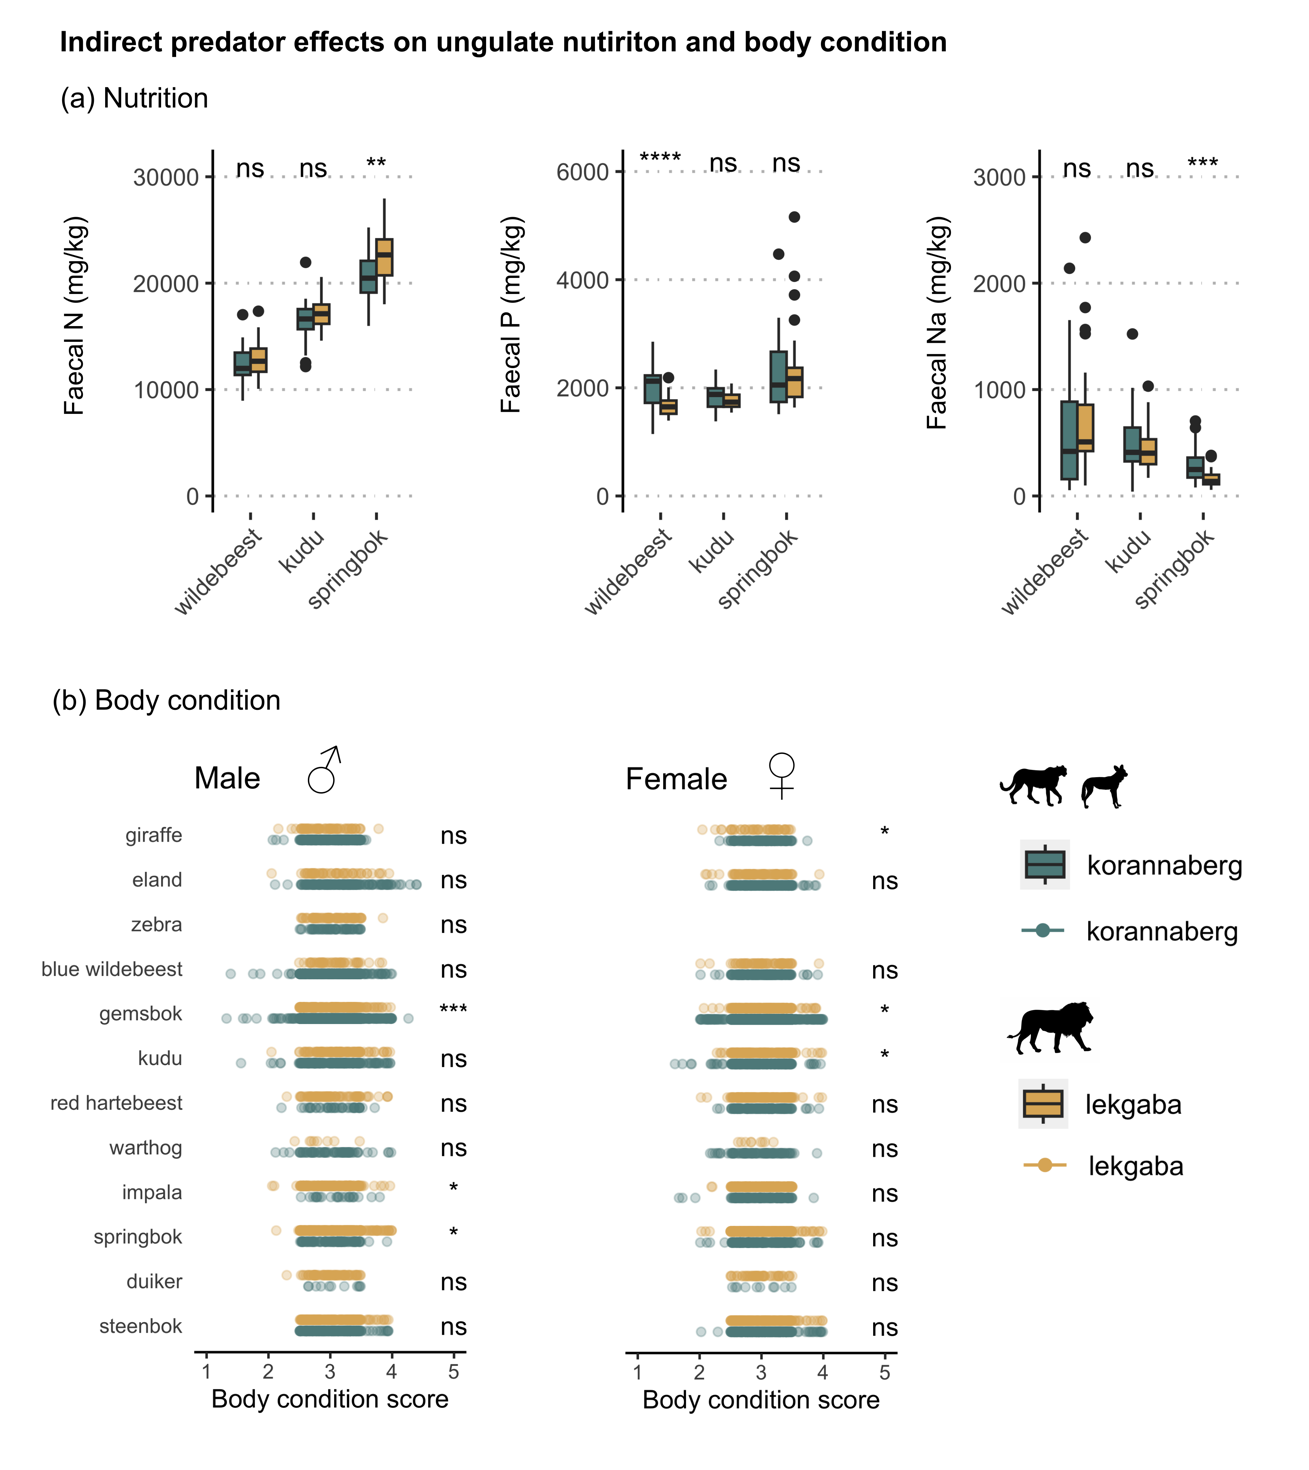 Indirect predator effects on ungulate nutiriton and body condition
(a) Nutrition
Faecal N (mg/kg)
30000
20000
10000
0
ns ns **
wildebeest
kudu
springbok
Faecal P (mg/kg)
6000
4000
2000
0
**** ns ns
wildebeest
kudu
springbok
Faecal Na (mg/kg)
3000
2000
1000
0
ns ns ***
wildebeest
kudu
springbok
(b) Body condition
Male ♂
Female ♀
giraffe ns *
eland ns ns
zebra ns
blue wildebeest ns ns
gemsbok *** *
kudu ns *
red hartebeest ns ns
warthog ns ns
impala * ns
springbok * ns
duiker ns ns
steenbok ns ns
1 2 3 4 5
Body condition score
1 2 3 4 5
Body condition score
korannaberg
korannaberg
lekgaba
lekgaba